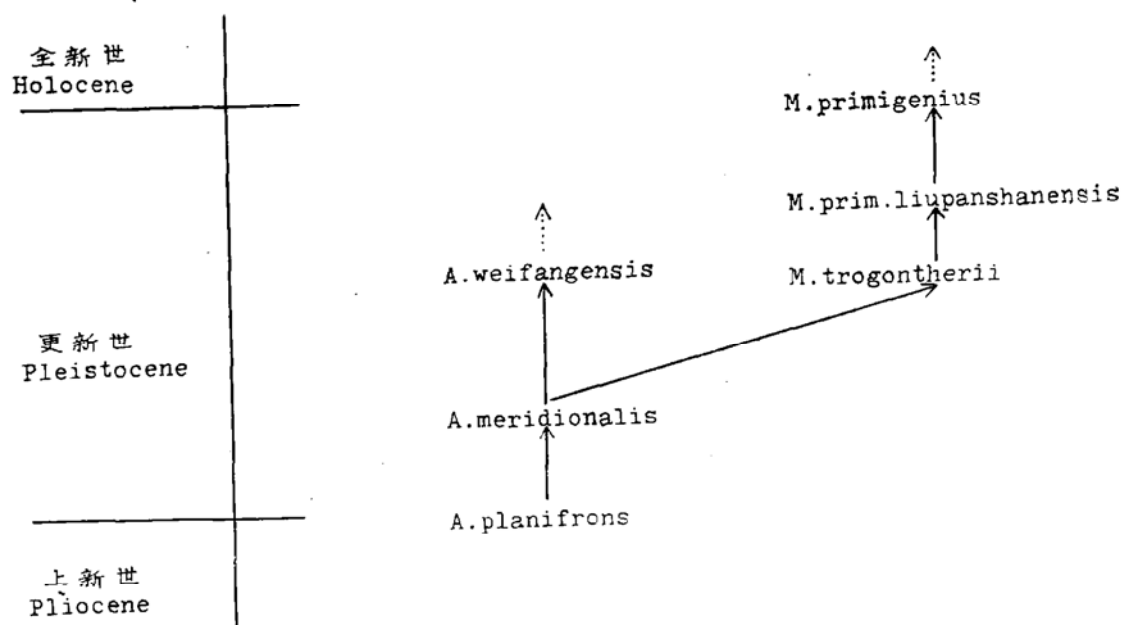 全新世
Holocene
M.primigenius
M.prim.liupanshanensis
A.weifangensis
M.trogontherii
更新世
Pleistocene
A.meridionalis
A.planifrons
上新世
Pliocene